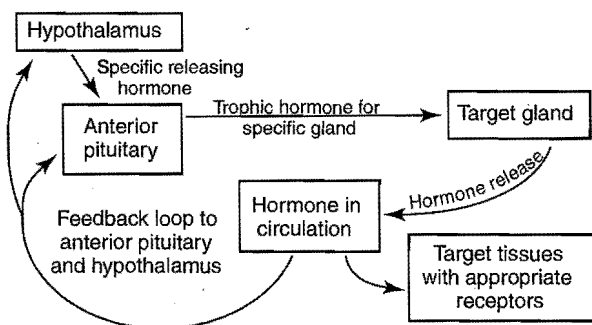 Hypothalamus
Specific releasing
hormone
Anterior
pituitary
Trophic hormone for
specific gland
Target gland
Hormone release
Hormone in
circulation
Feedback loop to
anterior pituitary
and hypothalamus
Target tissues
with appropriate
receptors